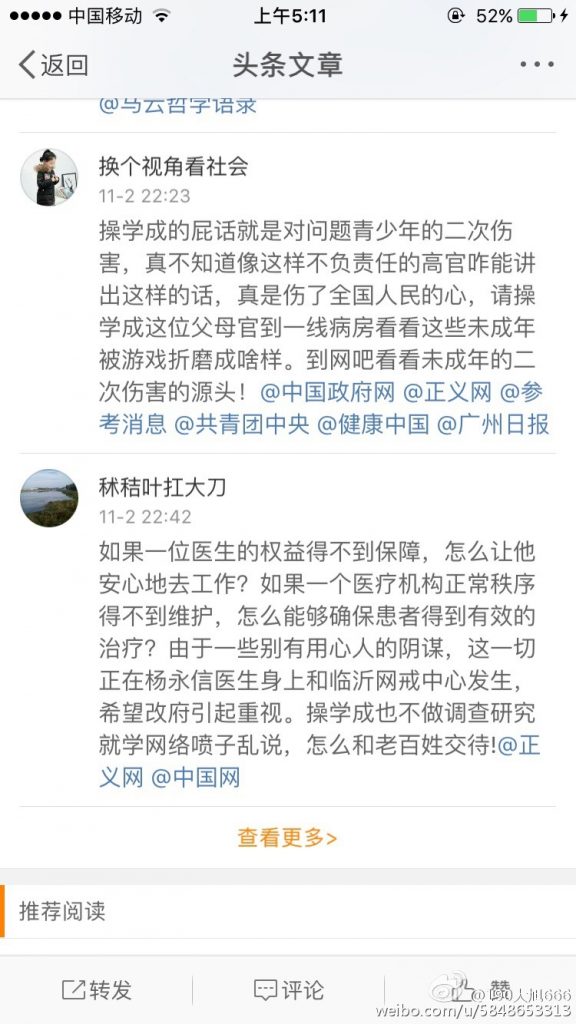 中国移动 上午5:11 52%
返回 头条文章
@马云哲学语录
换个视角看社会
11-2 22:23
操学成的屁话就是对问题青少年的二次伤
害，真不知道像这样不负责任的高官咋能讲
出这样的话，真是伤了全国人民的心，请操
学成这位父母官到一线病房看看这些未成年
被游戏折磨成啥样。到网吧看看未成年的二
次伤害的源头！@中国政府网 @正义网 @参
考消息 @共青团中央 @健康中国 @广州日报
秫秸叶扛大刀
11-2 22:42
如果一位医生的权益得不到保障，怎么让他
安心地去工作？如果一个医疗机构正常秩序
得不到维护，怎么能够确保患者得到有效的
治疗？由于一些别有用心人的阴谋，这一切
正在杨永信医生身上和临沂网戒中心发生，
希望政府引起重视。操学成也不做调查研究
就学网络喷子乱说，怎么和老百姓交待!@正
义网 @中国网
查看更多>
推荐阅读
转发 评论 赞
weibo.com/u/5848653313